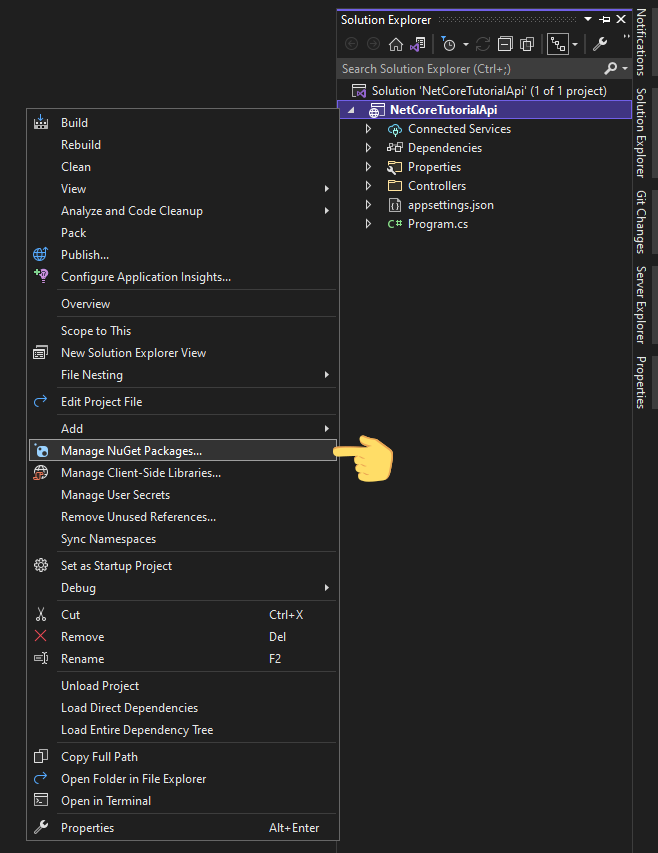 Solution Explorer
Search Solution Explorer (Ctrl+;)
Solution 'NetCoreTutorialApi' (1 of 1 project)
NetCoreTutorialApi
Connected Services
Dependencies
Properties
Controllers
appsettings.json
C# Program.cs
Build
Rebuild
Clean
View
Analyze and Code Cleanup
Pack
Publish...
Configure Application Insights...
Overview
Scope to This
New Solution Explorer View
File Nesting
Edit Project File
Add
Manage NuGet Packages...
Manage Client-Side Libraries...
Manage User Secrets
Remove Unused References...
Sync Namespaces
Set as Startup Project
Debug
Cut Ctrl+X
Remove Del
Rename F2
Unload Project
Load Direct Dependencies
Load Entire Dependency Tree
Copy Full Path
Open Folder in File Explorer
Open in Terminal
Properties Alt+Enter
Notifications
Solution Explorer
Git Changes
Server Explorer
Properties